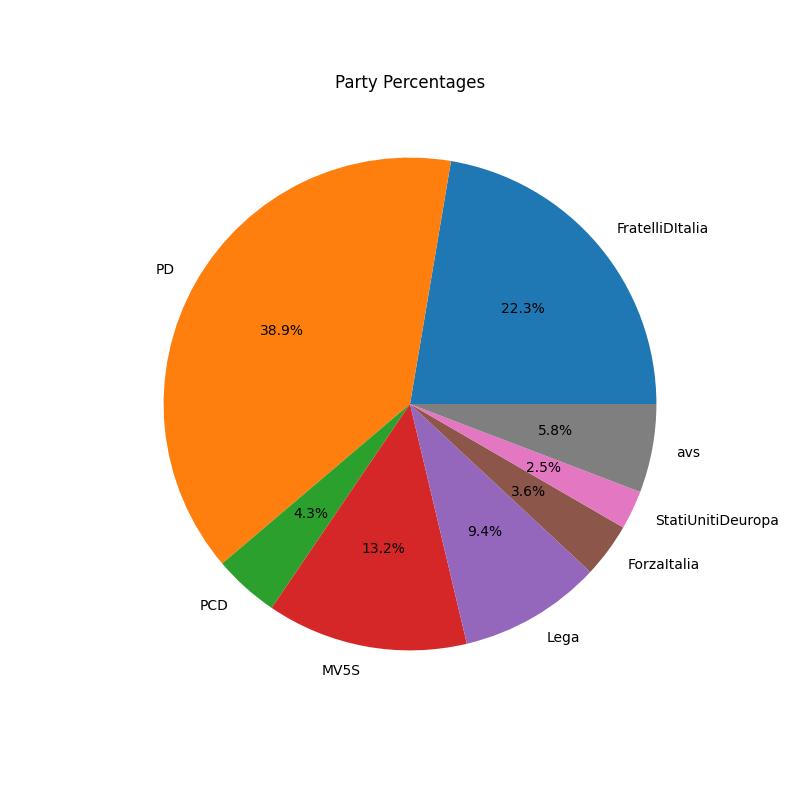 Party Percentages
FratelliDItalia
22.3%
PD
38.9%
PCD
4.3%
MV5S
13.2%
Lega
9.4%
ForzaItalia
3.6%
StatiUnitiDeuropa
2.5%
avs
5.8%